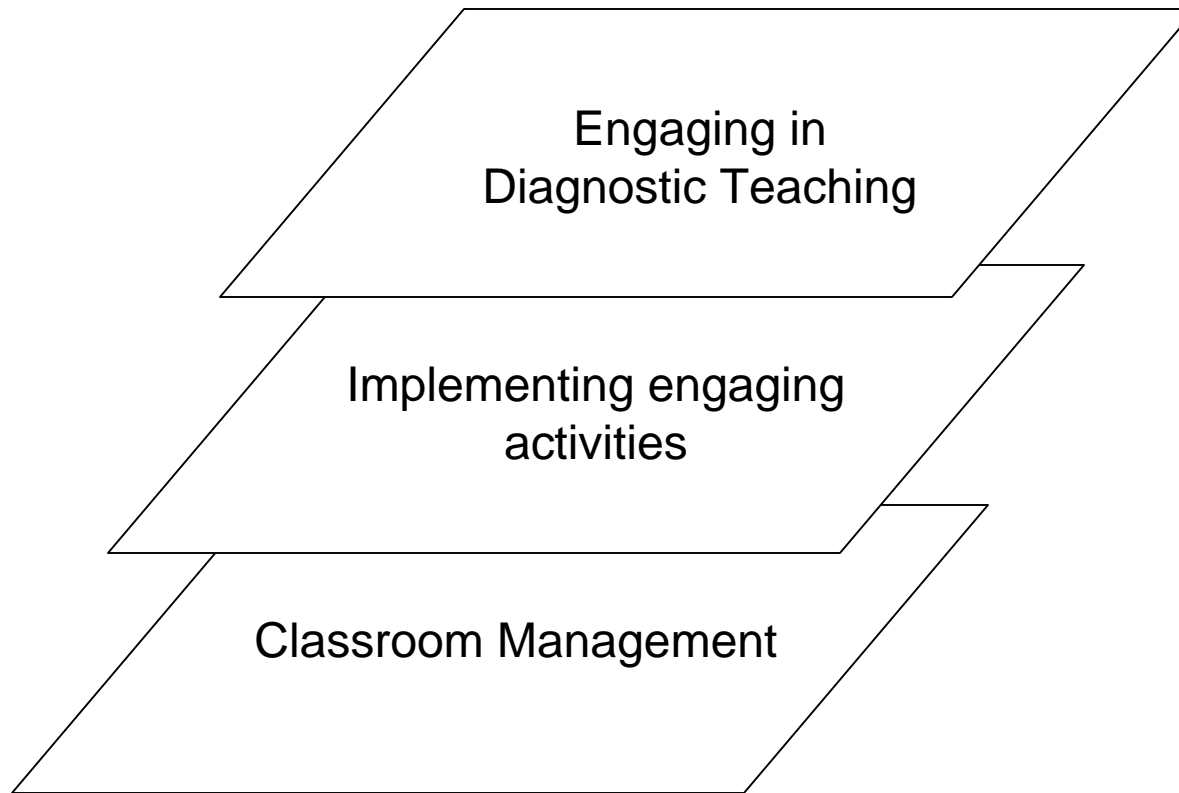 Engaging in
Diagnostic Teaching
Implementing engaging
activities
Classroom Management